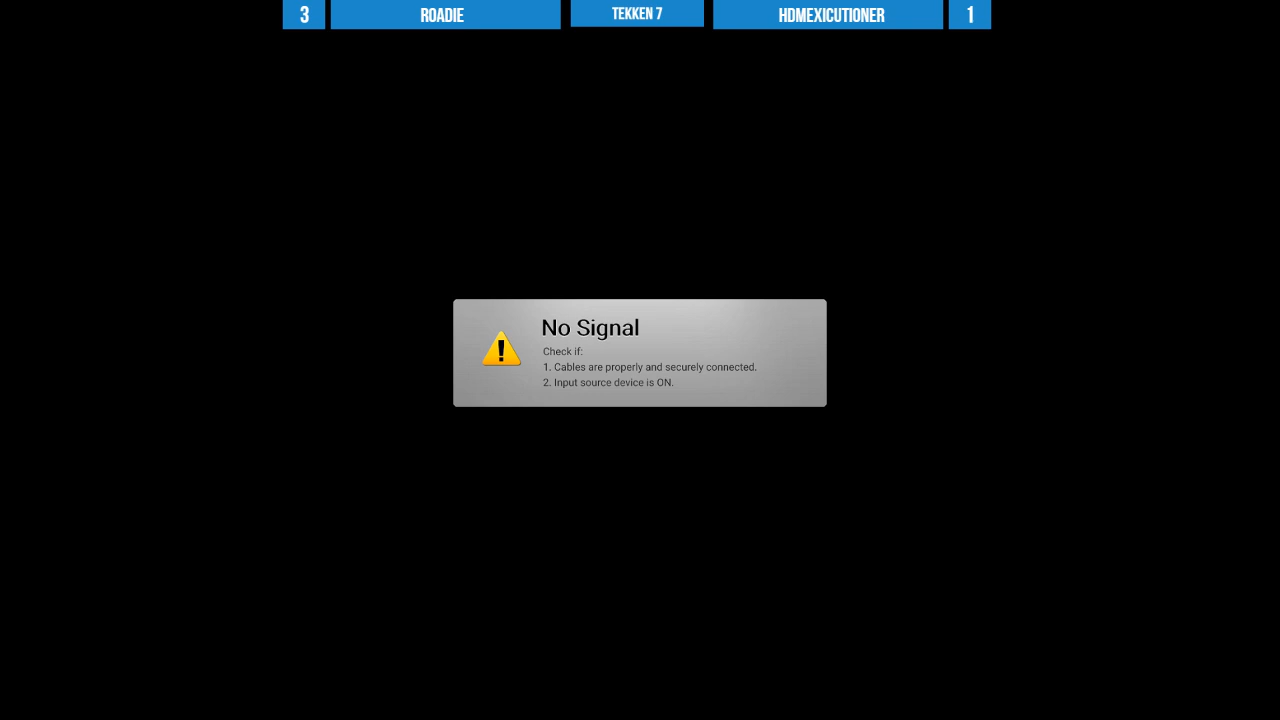 3 ROADIE TEKKEN 7 HDMEXICUTIONER 1
No Signal
Check if:
1. Cables are properly and securely connected.
2. Input source device is ON.